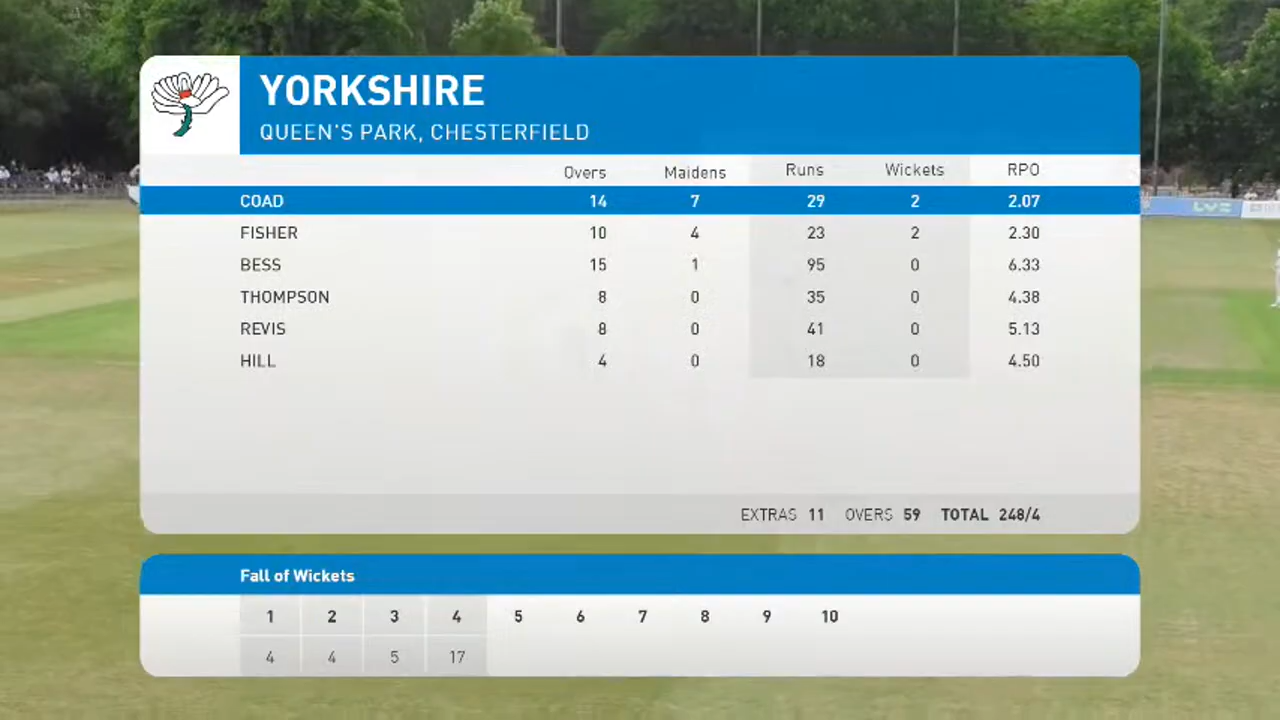 YORKSHIRE
QUEEN'S PARK, CHESTERFIELD
Overs Maidens Runs Wickets RPO
COAD 14 7 29 2 2.07
FISHER 10 4 23 2 2.30
BESS 15 1 95 0 6.33
THOMPSON 8 0 35 0 4.38
REVIS 8 0 41 0 5.13
HILL 4 0 18 0 4.50
EXTRAS 11 OVERS 59 TOTAL 248/4
Fall of Wickets
1 2 3 4 5 6 7 8 9 10
4 4 5 17